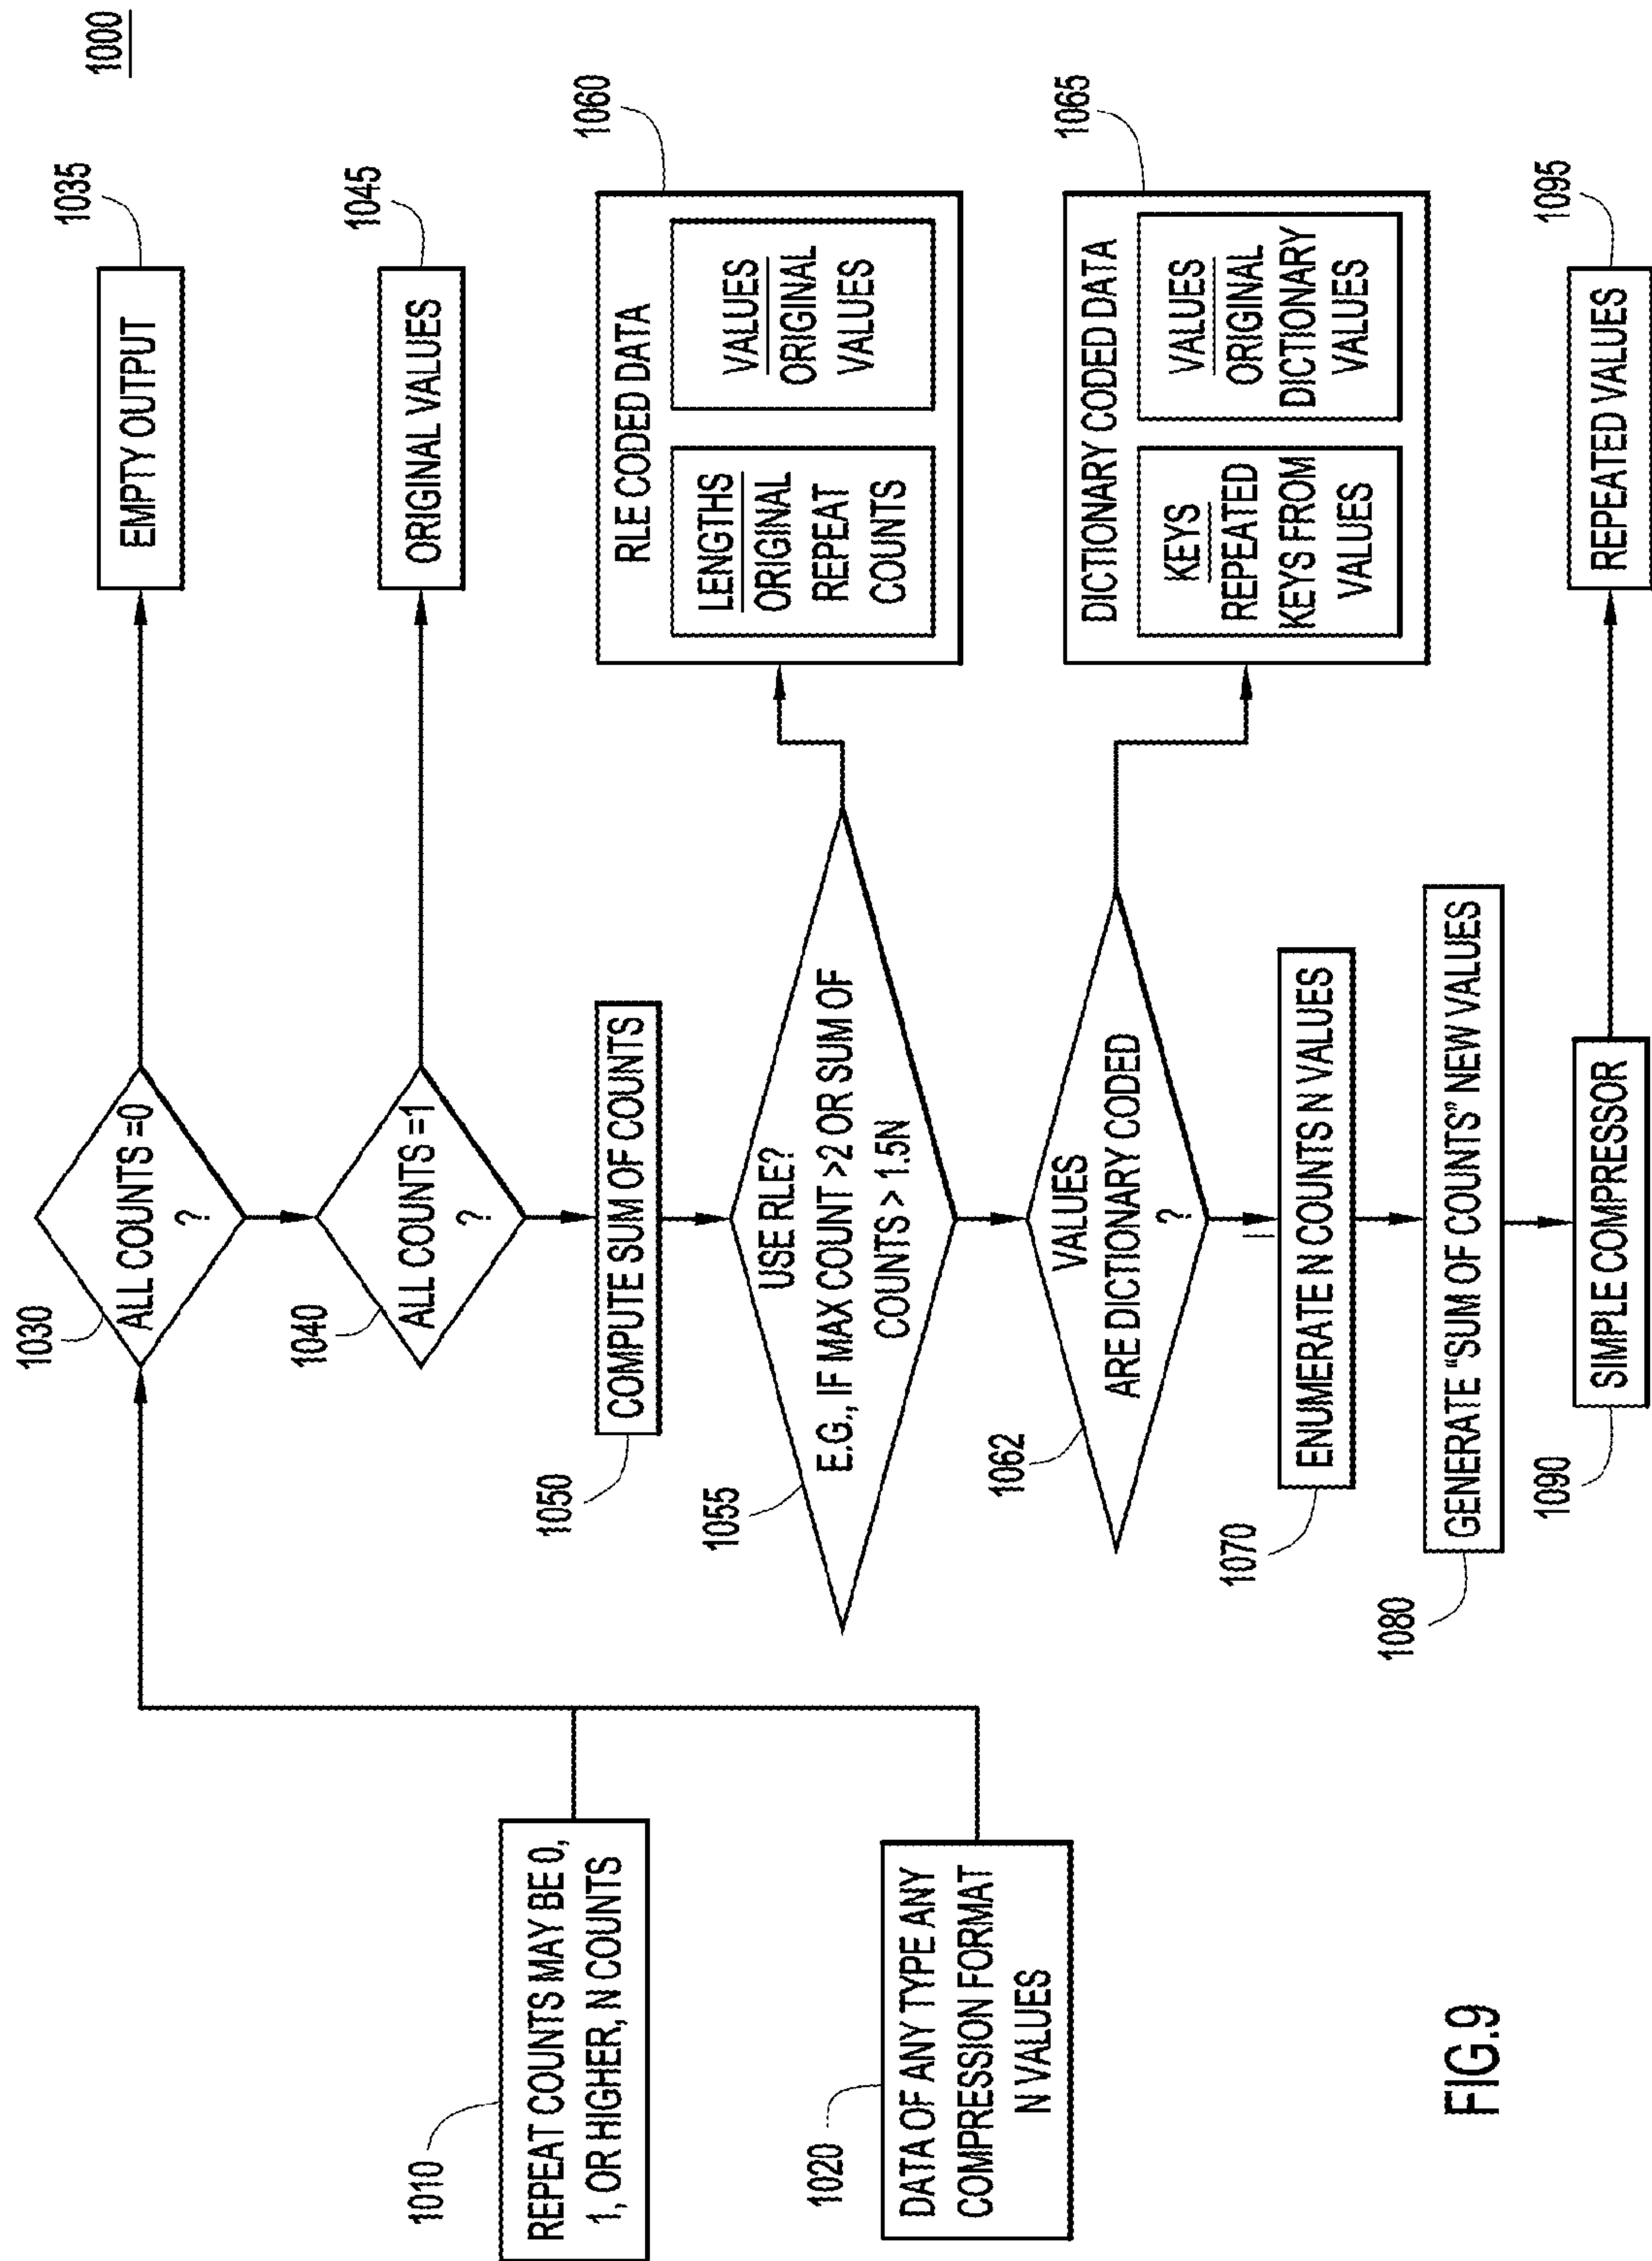 1000
1010
REPEAT COUNTS MAY BE 0,
1, OR HIGHER, N COUNTS
1020
DATA OF ANY TYPE ANY
COMPRESSION FORMAT
N VALUES
1030
ALL COUNTS =0
?
1035
EMPTY OUTPUT
1040
ALL COUNTS =1
?
1045
ORIGINAL VALUES
1050
COMPUTE SUM OF COUNTS
1055
USE RLE?
E.G., IF MAX COUNT >2 OR SUM OF
COUNTS > 1.5N
1060
RLE CODED DATA
LENGTHS
ORIGINAL
REPEAT
COUNTS
VALUES
ORIGINAL
VALUES
1062
VALUES
ARE DICTIONARY CODED
?
1065
DICTIONARY CODED DATA
KEYS
REPEATED
KEYS FROM
VALUES
VALUES
ORIGINAL
DICTIONARY
VALUES
1070
ENUMERATE N COUNTS N VALUES
1080
GENERATE “SUM OF COUNTS” NEW VALUES
1090
SIMPLE COMPRESSOR
1095
REPEATED VALUES
FIG.9